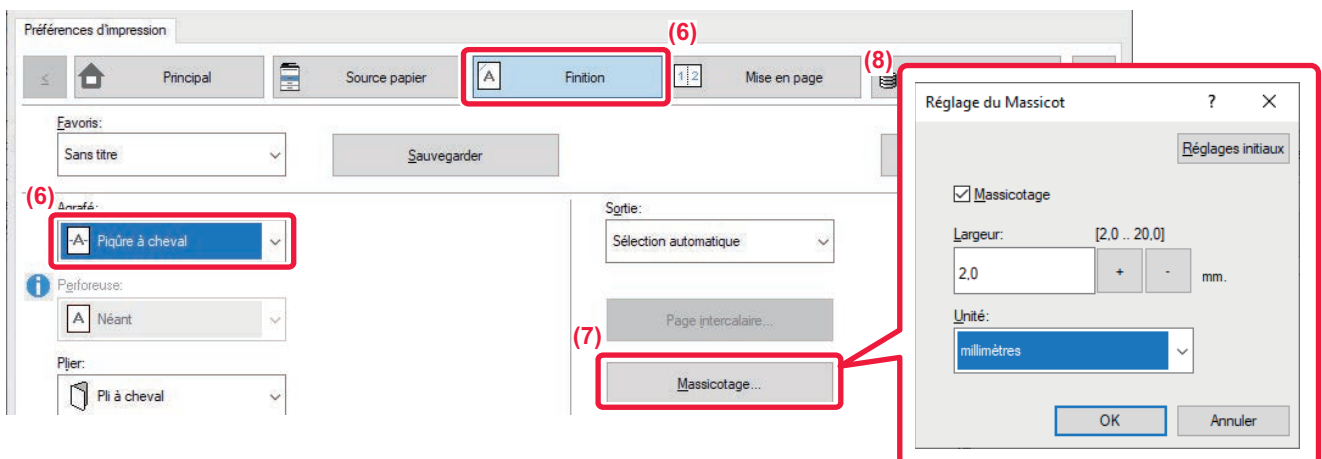 Préférences d'impression
(6)
(8)
Principal
Source papier
A
Finition
1 2
Mise en page
Favoris:
Sans titre
Sauvegarder
(6)
Agrafé:
-A- Piqûre à cheval
Perforeuse:
A Néant
Plier:
Pli à cheval
Sortie:
Sélection automatique
Page intercalaire...
(7)
Massicotage...
Réglage du Massicot ? ×
Réglages initiaux
Massicotage
Largeur: [2,0 .. 20,0]
2,0 + - mm.
Unité:
millimètres
OK Annuler